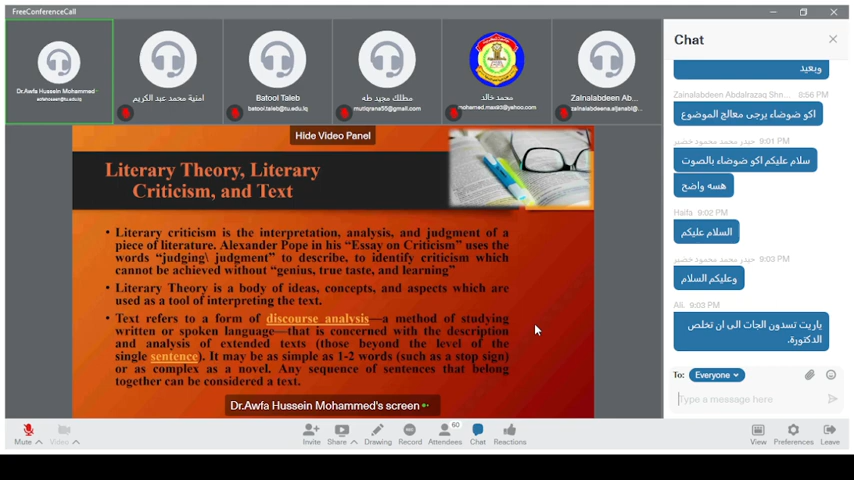 FreeConferenceCall
Dr.Awfa Hussein Mohammed
امنية محمد عبد الكريم
Batool Taleb
batool.taleb@tu.edu.iq
مطلك مجيد طه
mutlqrana55@gmail.com
محمد خالد
mohamed.maxk93@yahoo.com
Zainalabdeen Ab...
zainalabdeens.aljanabi@...
Hide Video Panel
Literary Theory, Literary
Criticism, and Text
• Literary criticism is the interpretation, analysis, and judgment of a
piece of literature. Alexander Pope in his “Essay on Criticism” uses the
words “judging\ judgment” to describe, to identify criticism which
cannot be achieved without “genius, true taste, and learning”
• Literary Theory is a body of ideas, concepts, and aspects which are
used as a tool of interpreting the text.
• Text refers to a form of discourse analysis—a method of studying
written or spoken language—that is concerned with the description
and analysis of extended texts (those beyond the level of the
single sentence). It may be as simple as 1-2 words (such as a stop sign)
or as complex as a novel. Any sequence of sentences that belong
together can be considered a text.
Dr.Awfa Hussein Mohammed's screen
Chat
وبعيد
Zainalabdeen Abdalrazaq Shn... 8:56 PM
اكو ضوضاء يرجى معالج الموضوع
حيدر محمد محمود خضير 9:01 PM
سلام عليكم اكو ضوضاء بالصوت
هسه واضح
Haifa 9:02 PM
السلام عليكم
حيدر محمد محمود خضير 9:03 PM
وعليكم السلام
Ali. 9:03 PM
ياريت تسدون الجات الى ان تخلص
الدكتورة.
To: Everyone
Type a message here
Mute
Video
Invite
Share
Drawing
Record
60
Attendees
Chat
Reactions
View
Preferences
Leave